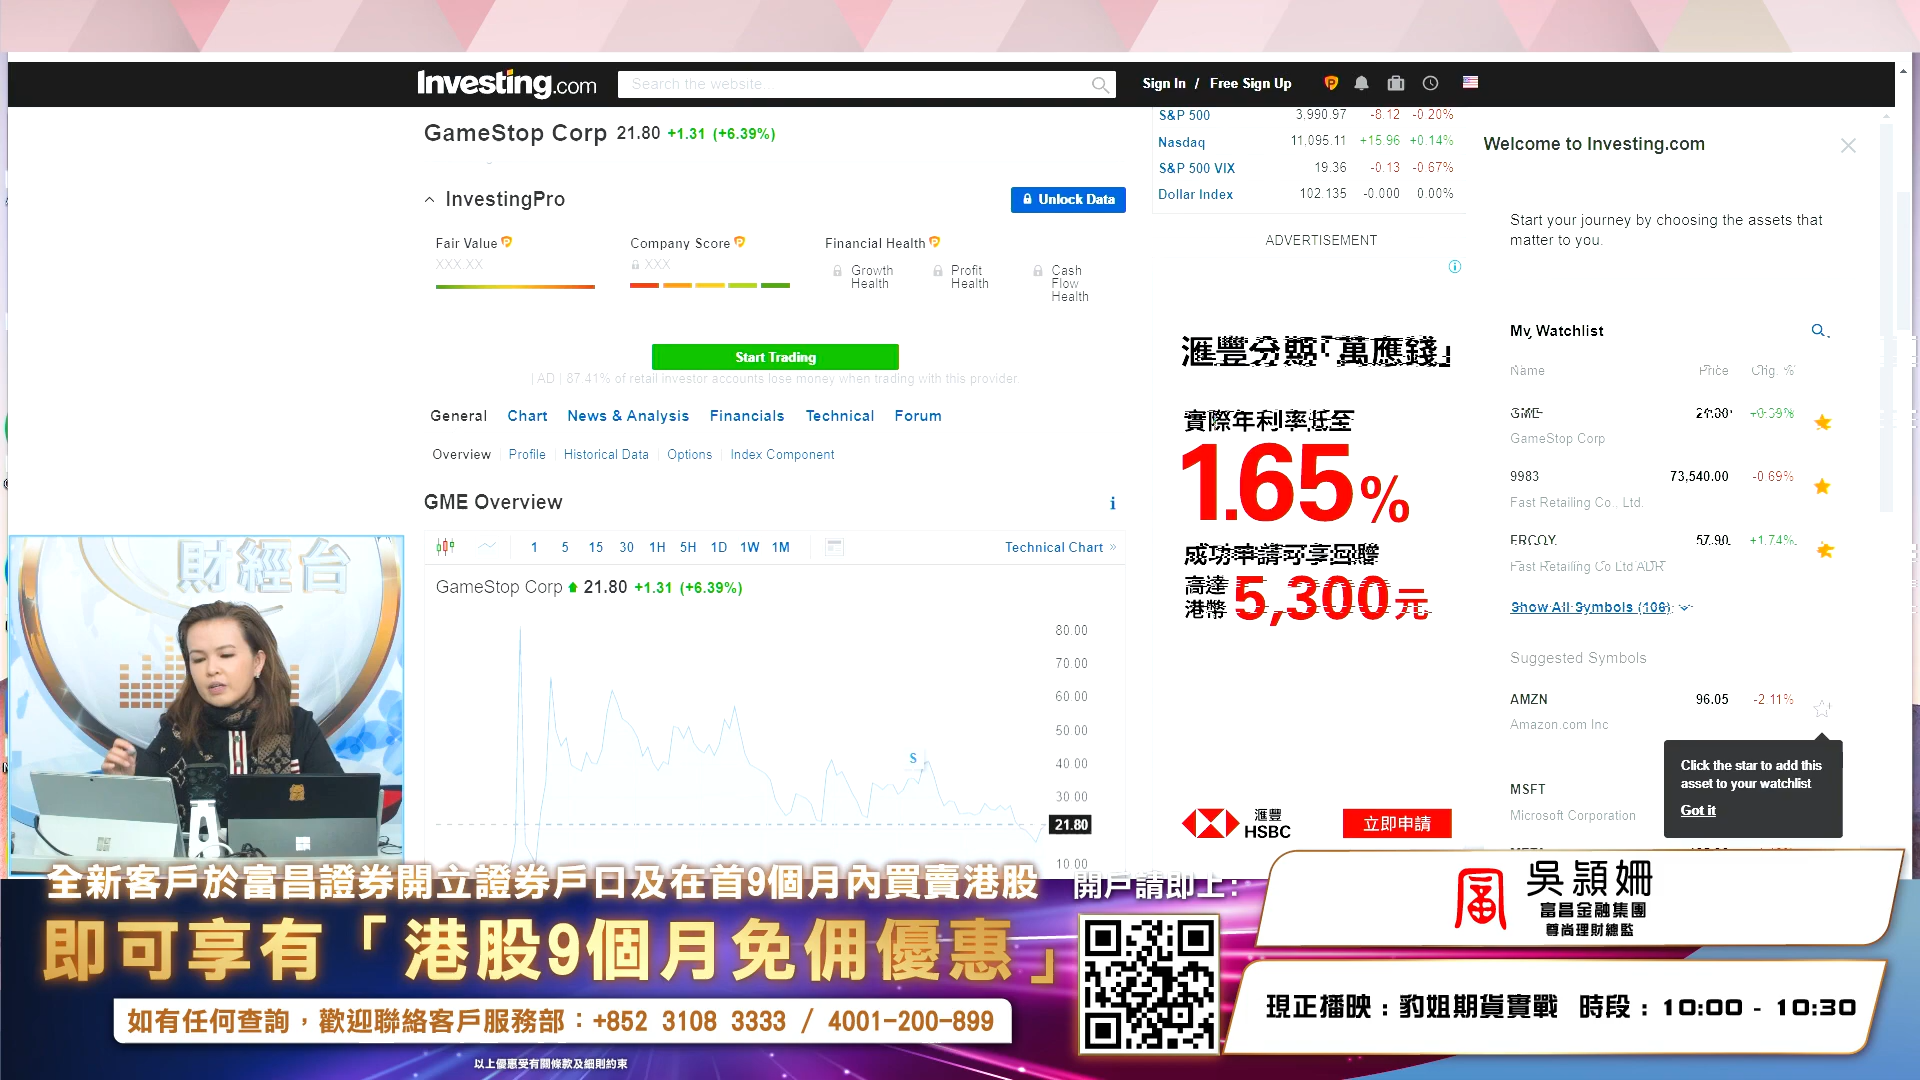 Investing.com
Search the website...
Sign In / Free Sign Up
GameStop Corp 21.80 +1.31 (+6.39%)
S&P 500 3,990.97 -8.12 -0.20%
Nasdaq 11,095.11 +15.96 +0.14%
S&P 500 VIX 19.36 -0.13 -0.67%
Dollar Index 102.135 -0.000 0.00%
InvestingPro
Unlock Data
Fair Value
XXX.XX
Company Score
XXX
Financial Health
Growth Health
Profit Health
Cash Flow Health
Start Trading
| AD | 87.41% of retail investor accounts lose money when trading with this provider.
General Chart News & Analysis Financials Technical Forum
Overview Profile Historical Data Options Index Component
GME Overview
1 5 15 30 1H 5H 1D 1W 1M
Technical Chart »
GameStop Corp 21.80 +1.31 (+6.39%)
80.00
70.00
60.00
50.00
40.00
30.00
21.80
10.00
S
ADVERTISEMENT
滙豐分期「萬應錢」
實際年利率低至
1.65%
成功申請可享回贈
高達
港幣
5,300元
滙豐
HSBC
立即申請
Welcome to Investing.com
Start your journey by choosing the assets that
matter to you.
My Watchlist
Name Price Chg. %
GME
GameStop Corp
9983 73,540.00 -0.69%
Fast Retailing Co., Ltd.
57.90 +1.74%
Fast Retailing Co Ltd ADR
Show All Symbols (106)
Suggested Symbols
AMZN 96.05 -2.11%
Amazon.com Inc
MSFT
Microsoft Corporation
Click the star to add this
asset to your watchlist
Got it
財經台
全新客戶於富昌證券開立證券戶口及在首9個月內買賣港股
即可享有「港股9個月免佣優惠」
如有任何查詢，歡迎聯絡客戶服務部：+852 3108 3333 / 4001-200-899
以上優惠受有關條款及細則約束
開戶請即上：
吳頴姍
富昌金融集團
尊尚理財總監
現正播映：豹姐期貨實戰 時段：10:00 - 10:30